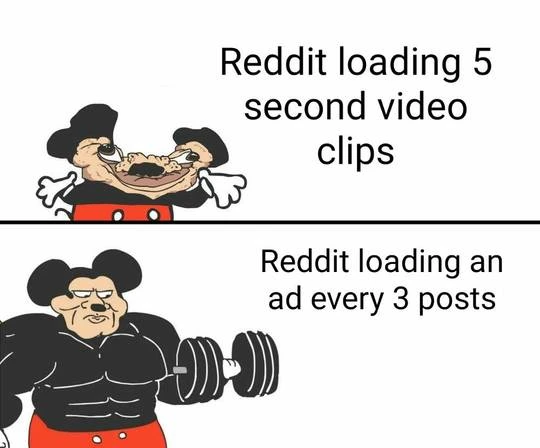 Reddit loading 5
second video
clips
Reddit loading an
ad every 3 posts